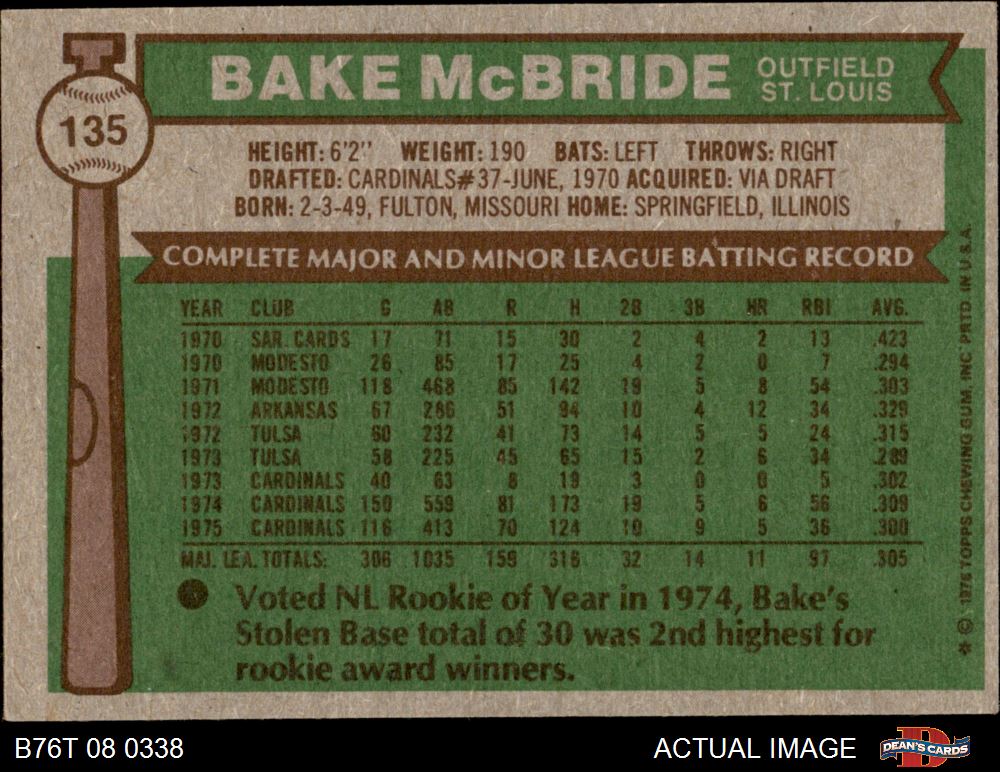 BAKE McBRIDE
OUTFIELD
ST. LOUIS
135
HEIGHT: 6'2" WEIGHT: 190 BATS: LEFT THROWS: RIGHT
DRAFTED: CARDINALS#37-JUNE, 1970 ACQUIRED: VIA DRAFT
BORN: 2-3-49, FULTON, MISSOURI HOME: SPRINGFIELD, ILLINOIS
COMPLETE MAJOR AND MINOR LEAGUE BATTING RECORD
YEAR CLUB G AB R H 2B 3B HR RBI AVG.
1970 SAR. CARDS 17 71 15 30 2 4 2 13 .423
1970 MODESTO 26 85 17 25 4 2 0 7 .294
1971 MODESTO 118 468 85 142 19 5 8 54 .303
1972 ARKANSAS 67 286 51 94 10 4 12 34 .329
1972 TULSA 60 232 41 73 14 5 5 24 .315
1973 TULSA 58 225 45 65 15 2 6 34 .289
1973 CARDINALS 40 63 8 19 3 0 0 5 .302
1974 CARDINALS 150 559 81 173 19 5 6 56 .309
1975 CARDINALS 116 413 70 124 10 9 5 36 .300
MAJ. LEA. TOTALS: 306 1035 159 316 32 14 11 97 .305
Voted NL Rookie of Year in 1974, Bake's
Stolen Base total of 30 was 2nd highest for
rookie award winners.
* © 1976 TOPPS CHEWING GUM, INC. PRTD. IN U.S.A.
B76T 08 0338
ACTUAL IMAGE
DEAN'S CARDS